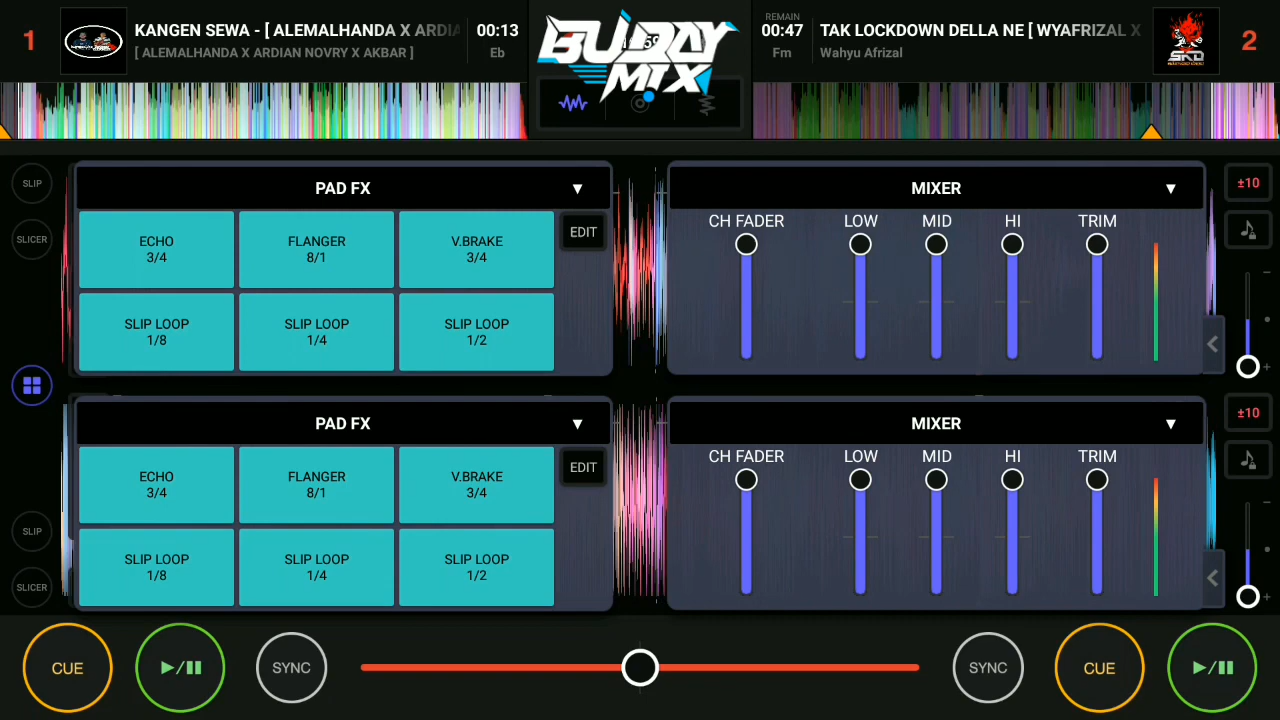 1
KANGEN SEWA - [ ALEMALHANDA X ARDIA
[ ALEMALHANDA X ARDIAN NOVRY X AKBAR ]
00:13
Eb
BUDAY
MIX
REMAIN
00:47
Fm
TAK LOCKDOWN DELLA NE [ WYAFRIZAL X
Wahyu Afrizal
SKD
2
SLIP
SLICER
PAD FX ▼
EDIT
ECHO
3/4
FLANGER
8/1
V.BRAKE
3/4
SLIP LOOP
1/8
SLIP LOOP
1/4
SLIP LOOP
1/2
MIXER ▼
CH FADER LOW MID HI TRIM
±10
PAD FX ▼
EDIT
ECHO
3/4
FLANGER
8/1
V.BRAKE
3/4
SLIP LOOP
1/8
SLIP LOOP
1/4
SLIP LOOP
1/2
MIXER ▼
CH FADER LOW MID HI TRIM
±10
SLIP
SLICER
CUE
SYNC
SYNC
CUE